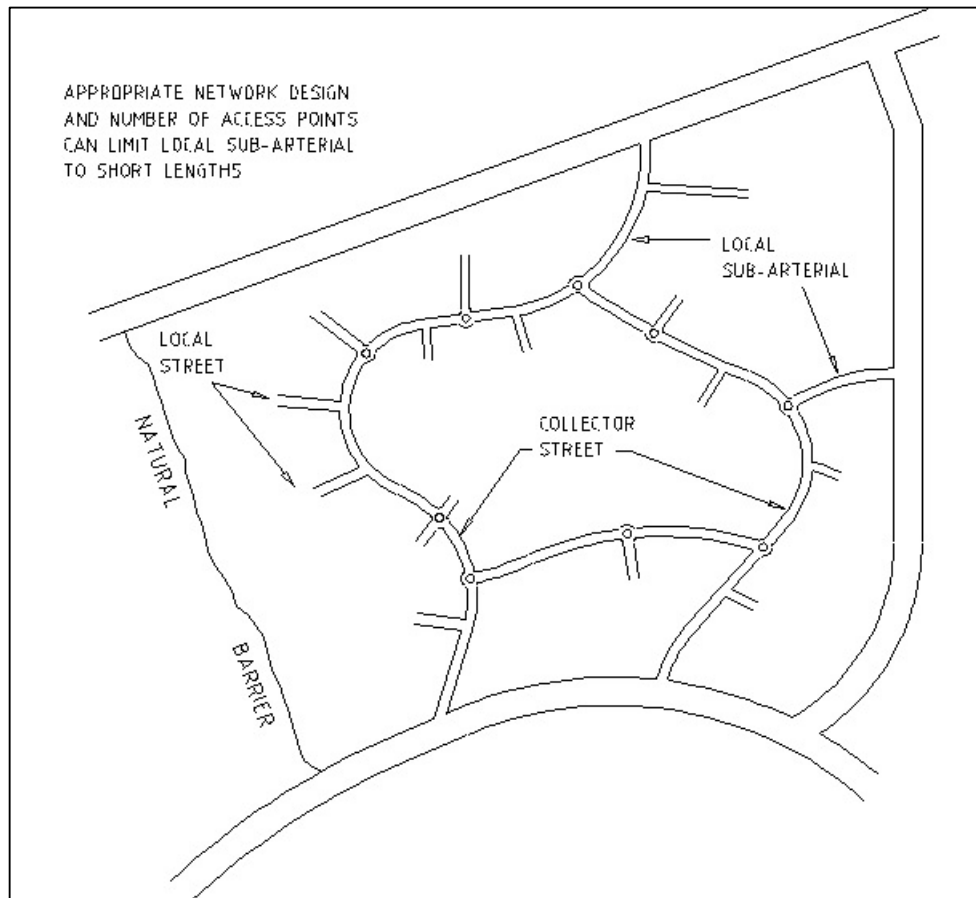 APPROPRIATE NETWORK DESIGN
AND NUMBER OF ACCESS POINTS
CAN LIMIT LOCAL SUB-ARTERIAL
TO SHORT LENGTHS
LOCAL
SUB-ARTERIAL
LOCAL
STREET
NATURAL
COLLECTOR
STREET
BARRIER